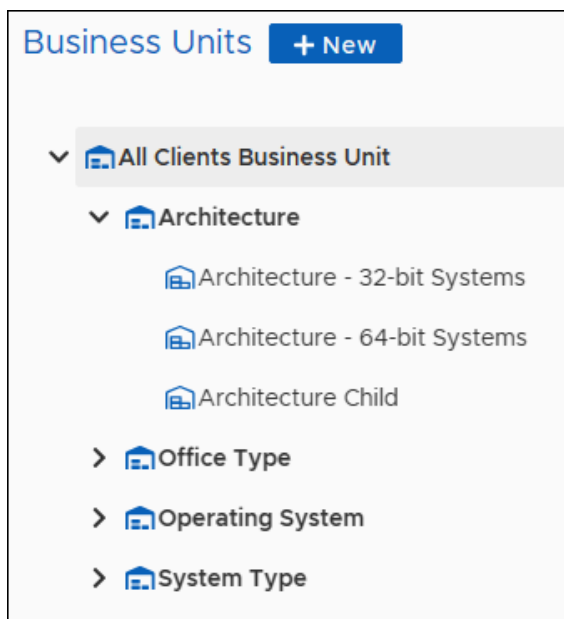 Business Units + New
All Clients Business Unit
Architecture
Architecture - 32-bit Systems
Architecture - 64-bit Systems
Architecture Child
Office Type
Operating System
System Type